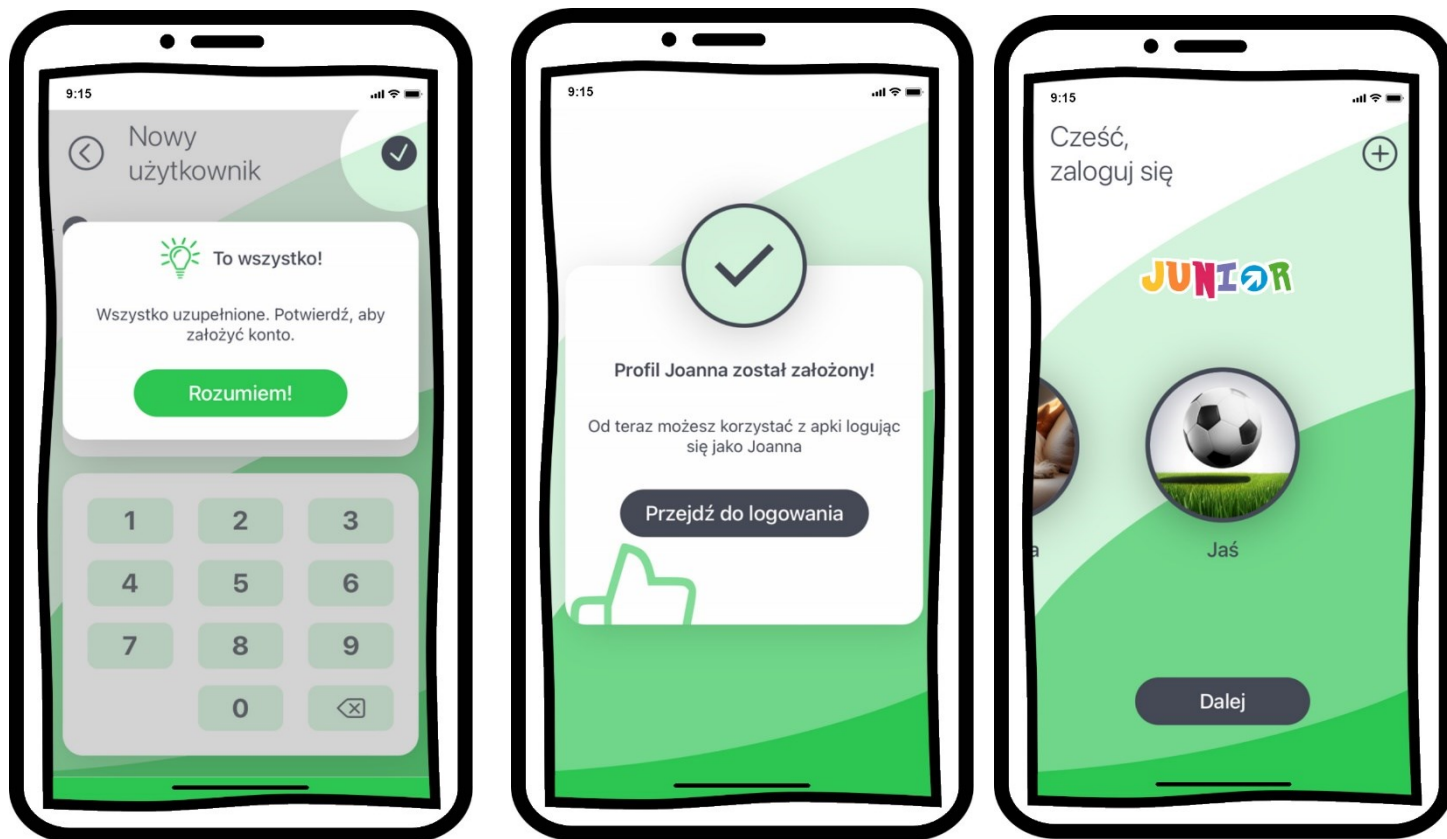 9:15
Nowy
użytkownik
To wszystko!
Wszystko uzupełnione. Potwierdź, aby
założyć konto.
Rozumiem!
1 2 3
4 5 6
7 8 9
0
9:15
Profil Joanna został założony!
Od teraz możesz korzystać z apki logując
się jako Joanna
Przejdź do logowania
9:15
Cześć,
zaloguj się
JUNIOR
a
Jaś
Dalej